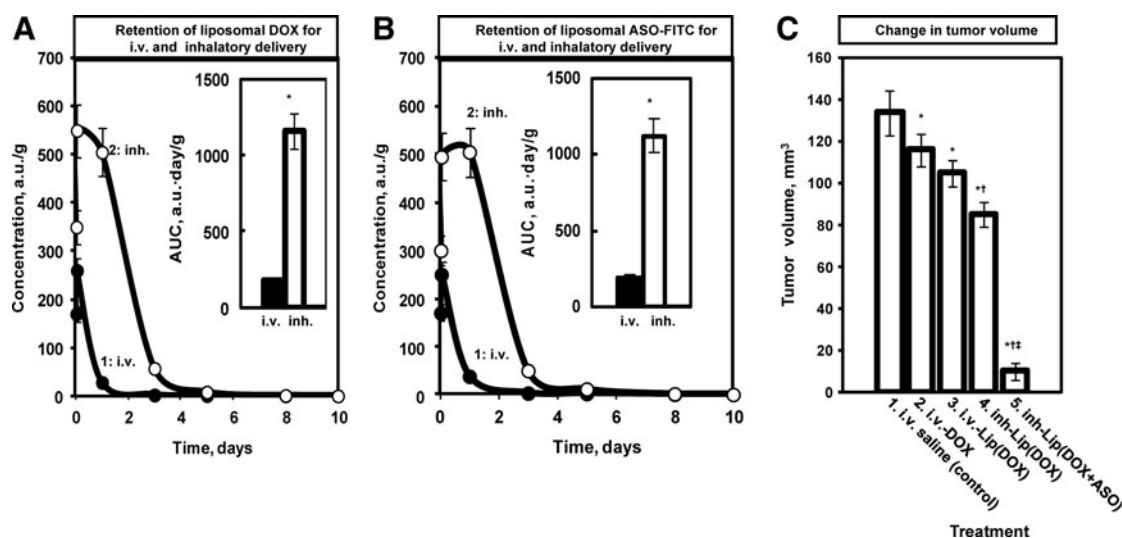 A
Retention of liposomal DOX for
i.v. and inhalatory delivery
700
600
500
400
300
200
100
0
Concentration, a.u./g
2: inh.
1: i.v.
1500
1000
500
0
AUC, a.u.·day/g
*
i.v. inh.
0 2 4 6 8 10
Time, days
B
Retention of liposomal ASO-FITC for
i.v. and inhalatory delivery
700
600
500
400
300
200
100
0
Concentration, a.u./g
2: inh.
1: i.v.
1500
1000
500
0
AUC, a.u.·day/g
*
i.v. inh.
0 2 4 6 8 10
Time, days
C
Change in tumor volume
160
140
120
100
80
60
40
20
0
Tumor volume, mm³
*
*
*†
*†‡
1. i.v. saline (control)
2. i.v.-DOX
3. i.v.-Lip(DOX)
4. inh-Lip(DOX)
5. inh-Lip(DOX+ASO)
Treatment